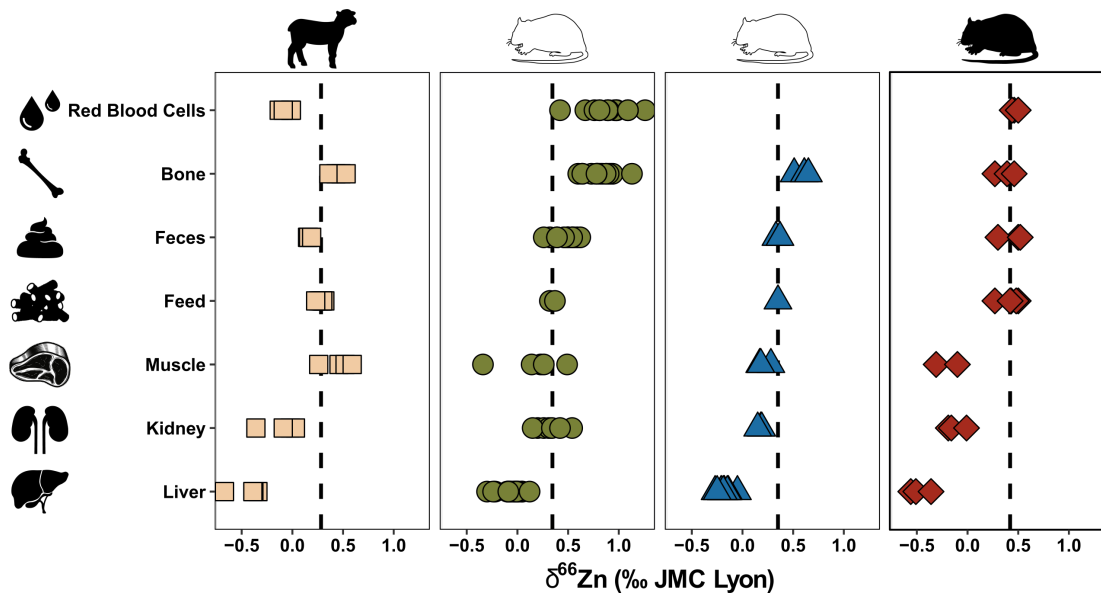 Red Blood Cells
Bone
Feces
Feed
Muscle
Kidney
Liver
−0.5 0.0 0.5 1.0 −0.5 0.0 0.5 1.0 −0.5 0.0 0.5 1.0 −0.5 0.0 0.5 1.0
δ⁶⁶Zn (‰ JMC Lyon)